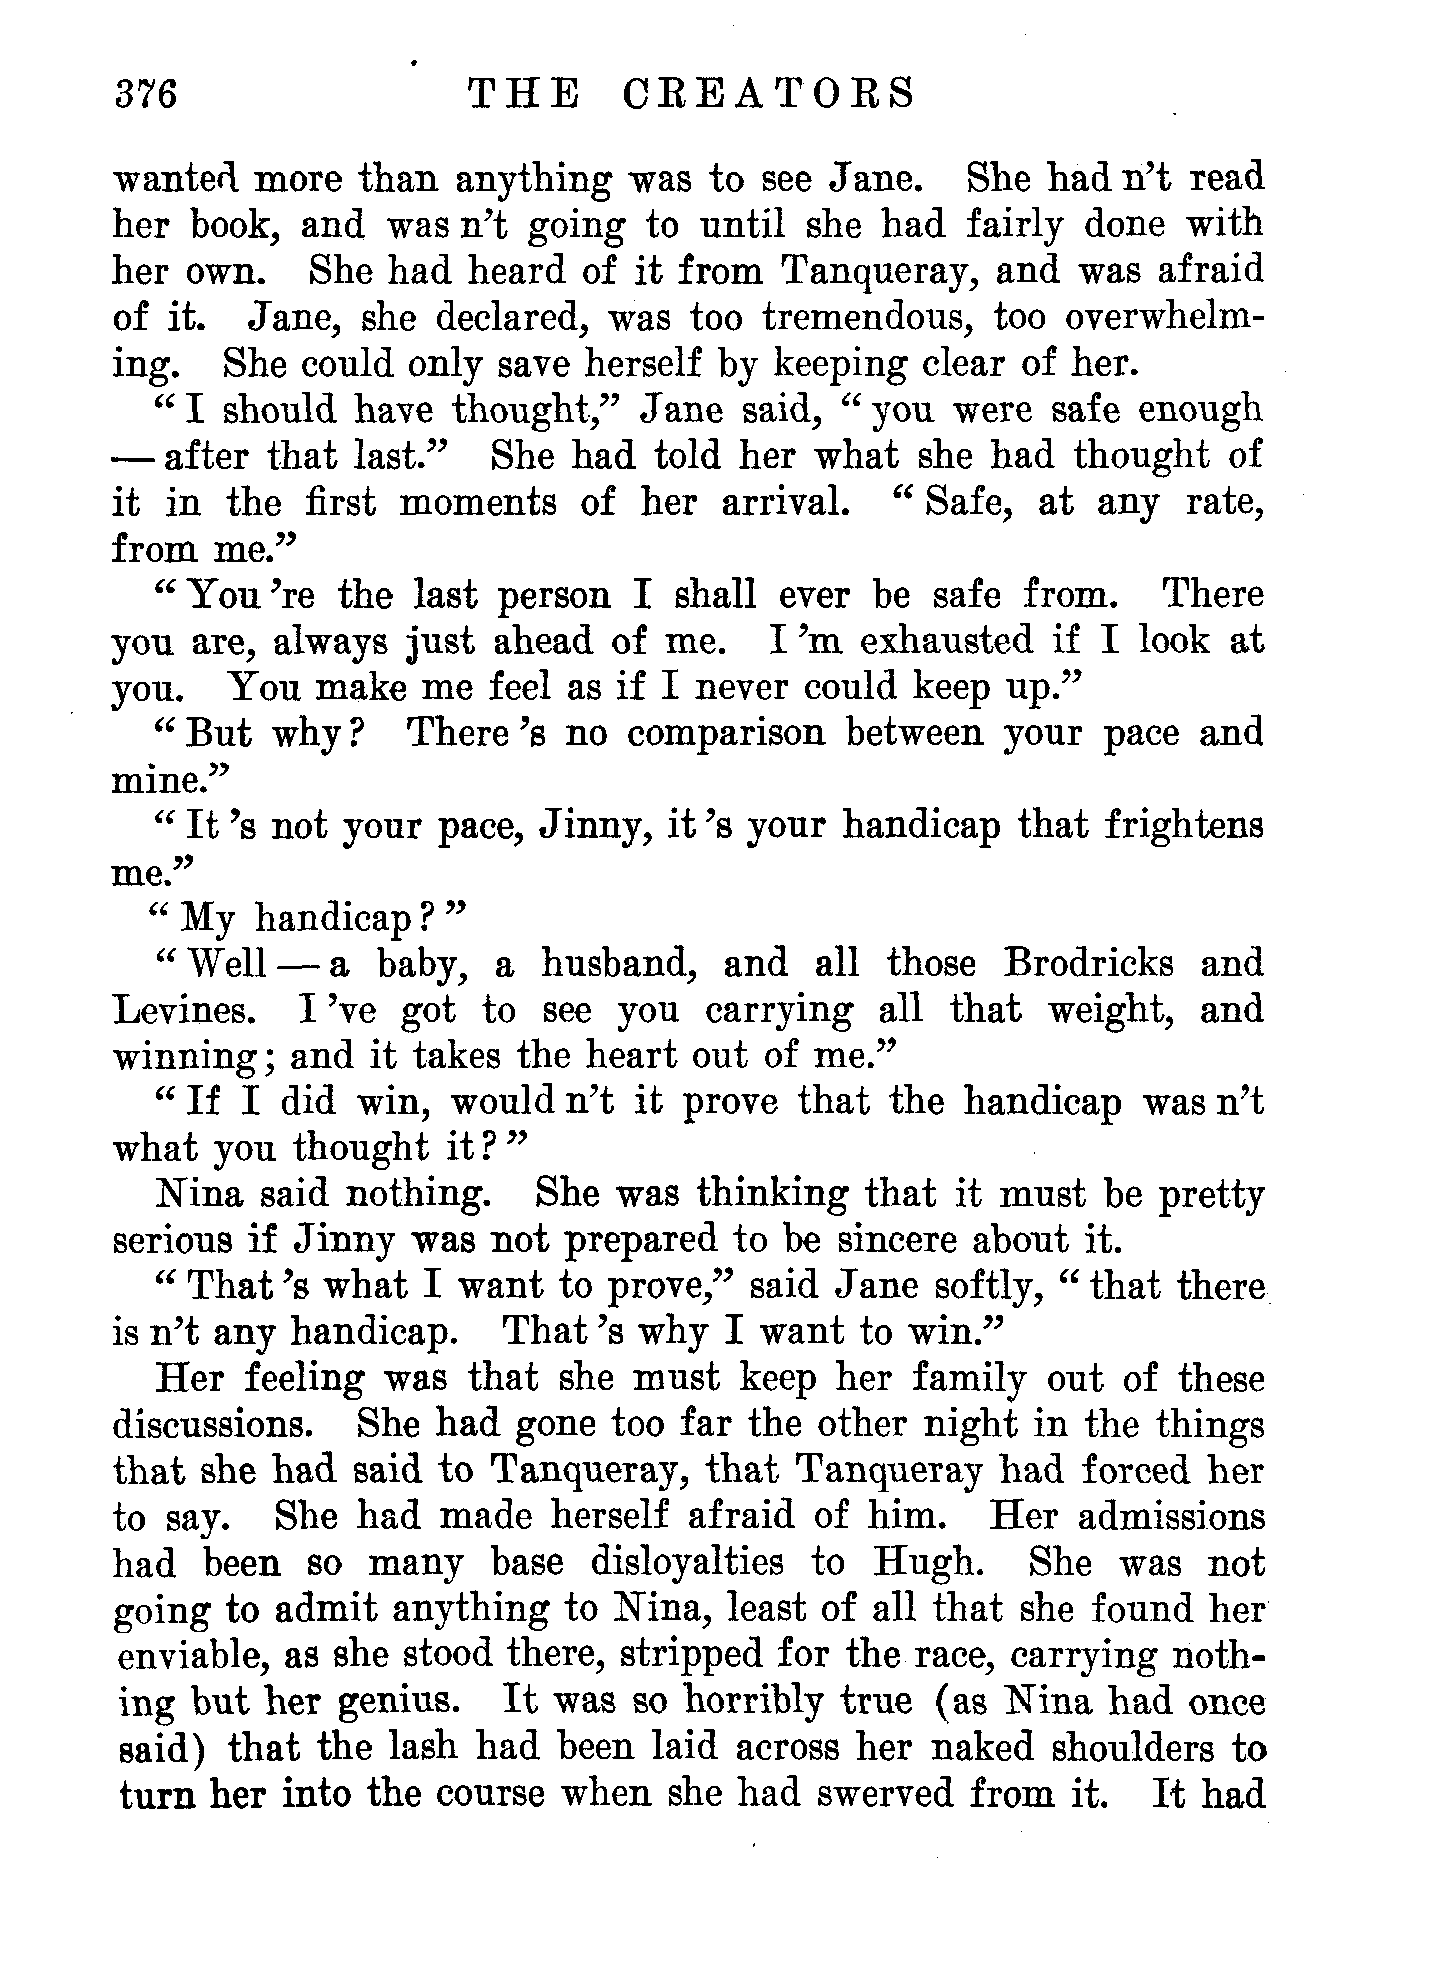 376 THE CREATORS
wanted more than anything was to see Jane. She had n't read
her book, and was n't going to until she had fairly done with
her own. She had heard of it from Tanqueray, and was afraid
of it. Jane, she declared, was too tremendous, too overwhelm-
ing. She could only save herself by keeping clear of her.
“ I should have thought,” Jane said, “ you were safe enough
— after that last.” She had told her what she had thought of
it in the first moments of her arrival. “ Safe, at any rate,
from me.”
“ You 're the last person I shall ever be safe from. There
you are, always just ahead of me. I 'm exhausted if I look at
you. You make me feel as if I never could keep up.”
“ But why? There 's no comparison between your pace and
mine.”
“ It 's not your pace, Jinny, it 's your handicap that frightens
me.”
“ My handicap? ”
“ Well — a baby, a husband, and all those Brodricks and
Levines. I 've got to see you carrying all that weight, and
winning; and it takes the heart out of me.”
“ If I did win, would n't it prove that the handicap was n't
what you thought it? ”
Nina said nothing. She was thinking that it must be pretty
serious if Jinny was not prepared to be sincere about it.
“ That 's what I want to prove,” said Jane softly, “ that there
is n't any handicap. That 's why I want to win.”
Her feeling was that she must keep her family out of these
discussions. She had gone too far the other night in the things
that she had said to Tanqueray, that Tanqueray had forced her
to say. She had made herself afraid of him. Her admissions
had been so many base disloyalties to Hugh. She was not
going to admit anything to Nina, least of all that she found her
enviable, as she stood there, stripped for the race, carrying noth-
ing but her genius. It was so horribly true (as Nina had once
said) that the lash had been laid across her naked shoulders to
turn her into the course when she had swerved from it. It had